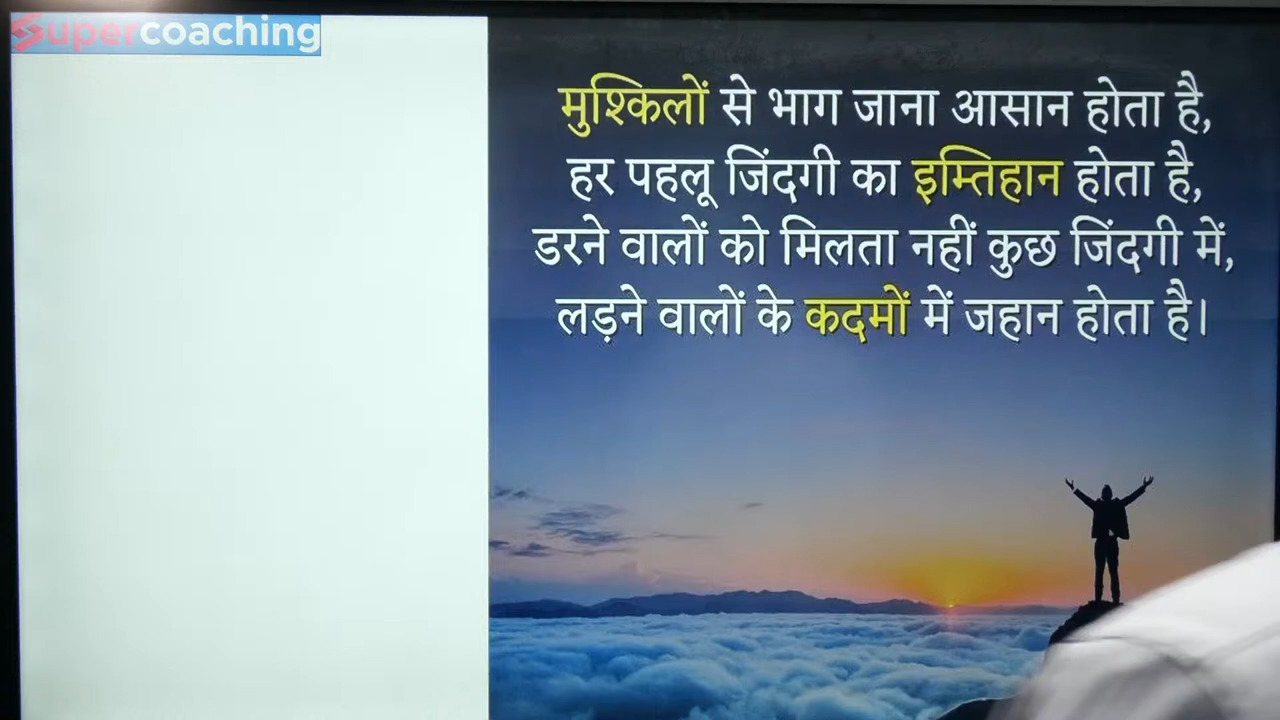 Supercoaching
मुश्किलों से भाग जाना आसान होता है,
हर पहलू जिंदगी का इम्तिहान होता है,
डरने वालों को मिलता नहीं कुछ जिंदगी में,
लड़ने वालों के कदमों में जहान होता है।